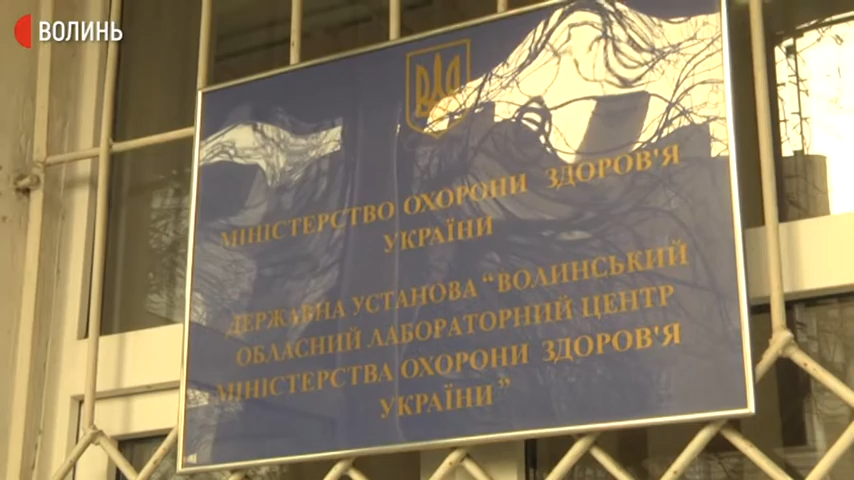 ВОЛИНЬ
МІНІСТЕРСТВО ОХОРОНИ ЗДОРОВ'Я
УКРАЇНИ
ДЕРЖАВНА УСТАНОВА “ВОЛИНСЬКИЙ
ОБЛАСНИЙ ЛАБОРАТОРНИЙ ЦЕНТР
МІНІСТЕРСТВА ОХОРОНИ ЗДОРОВ'Я
УКРАЇНИ”